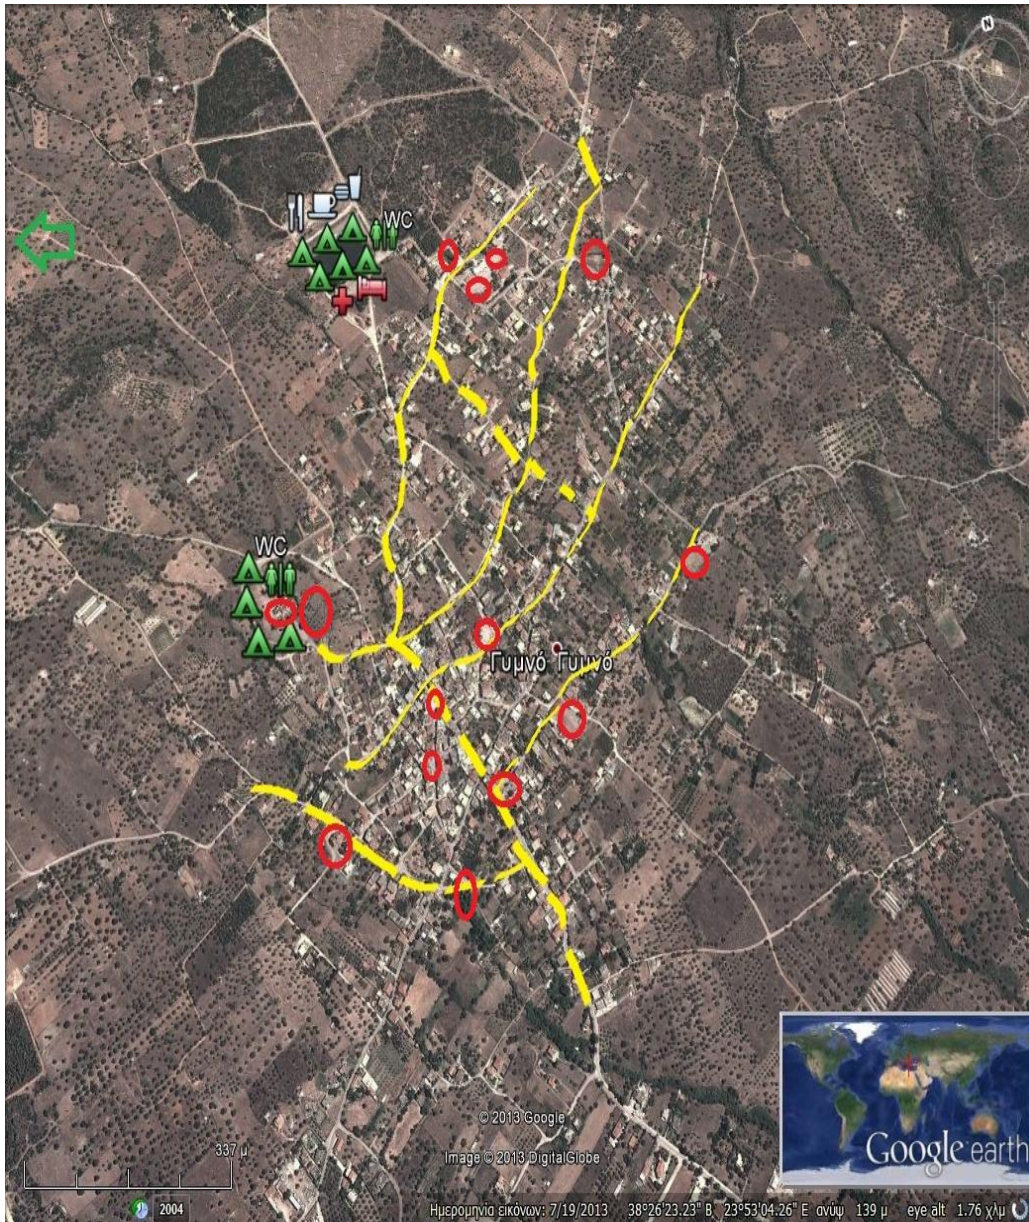 N
WC
WC
Γυμνό Γυμνό
© 2013 Google
Image © 2013 DigitalGlobe
Google earth
337 μ
2004
Ημερομηνία εικόνων: 7/19/2013 38°26'23.23" Β 23°53'04.26" Ε ανύψ 139 μ eye alt 1.76 χλμ